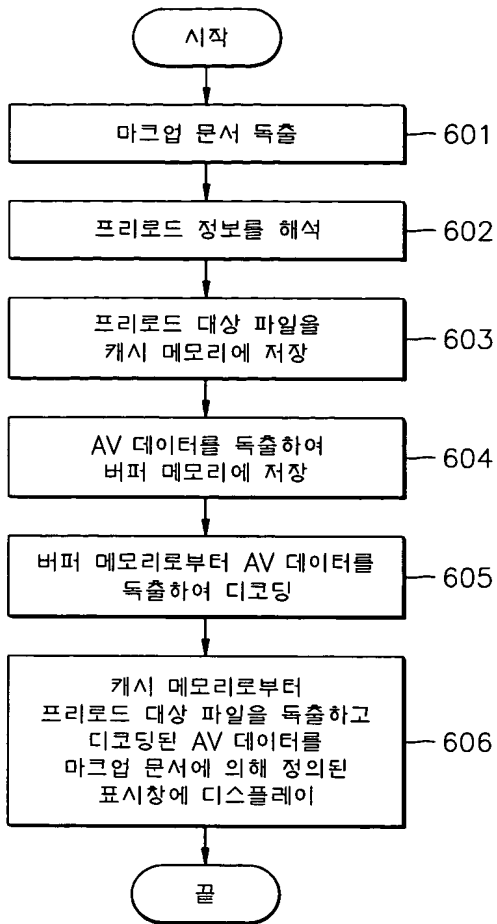 시작
마크업 문서 독출
601
프리로드 정보를 해석
602
프리로드 대상 파일을
캐시 메모리에 저장
603
AV 데이터를 독출하여
버퍼 메모리에 저장
604
버퍼 메모리로부터 AV 데이터를
독출하여 디코딩
605
캐시 메모리로부터
프리로드 대상 파일을 독출하고
디코딩된 AV 데이터를
마크업 문서에 의해 정의된
표시창에 디스플레이
606
끝